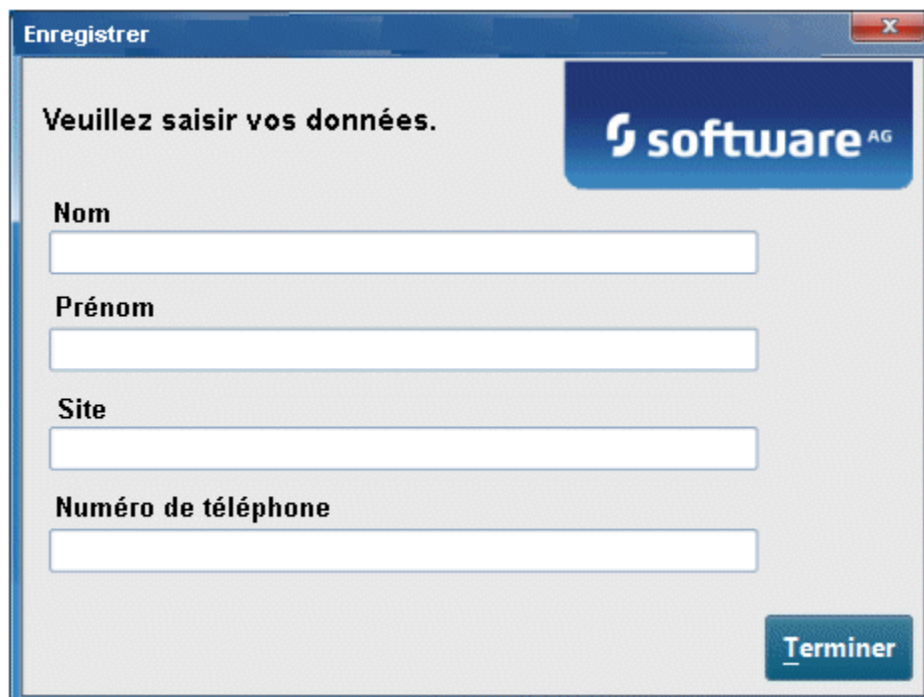 Enregistrer
Veuillez saisir vos données.
software AG
Nom
Prénom
Site
Numéro de téléphone
Terminer